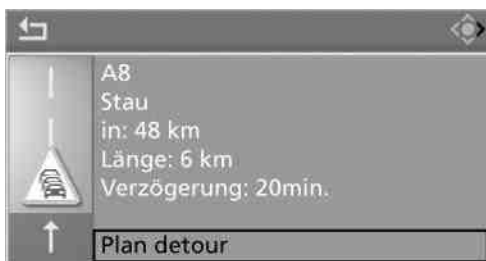 A8
Stau
in: 48 km
Länge: 6 km
Verzögerung: 20min.
Plan detour